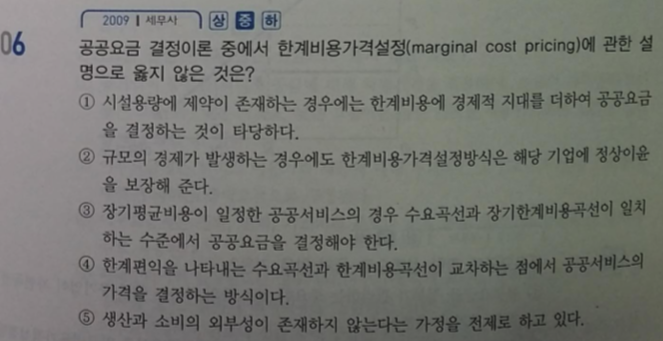 2009 | 세무사 상 중 하
06 공공요금 결정이론 중에서 한계비용가격설정(marginal cost pricing)에 관한 설
명으로 옳지 않은 것은?
① 시설용량에 제약이 존재하는 경우에는 한계비용에 경제적 지대를 더하여 공공요금
을 결정하는 것이 타당하다.
② 규모의 경제가 발생하는 경우에도 한계비용가격설정방식은 해당 기업에 정상이윤
을 보장해 준다.
③ 장기평균비용이 일정한 공공서비스의 경우 수요곡선과 장기한계비용곡선이 일치
하는 수준에서 공공요금을 결정해야 한다.
④ 한계편익을 나타내는 수요곡선과 한계비용곡선이 교차하는 점에서 공공서비스의
가격을 결정하는 방식이다.
⑤ 생산과 소비의 외부성이 존재하지 않는다는 가정을 전제로 하고 있다.